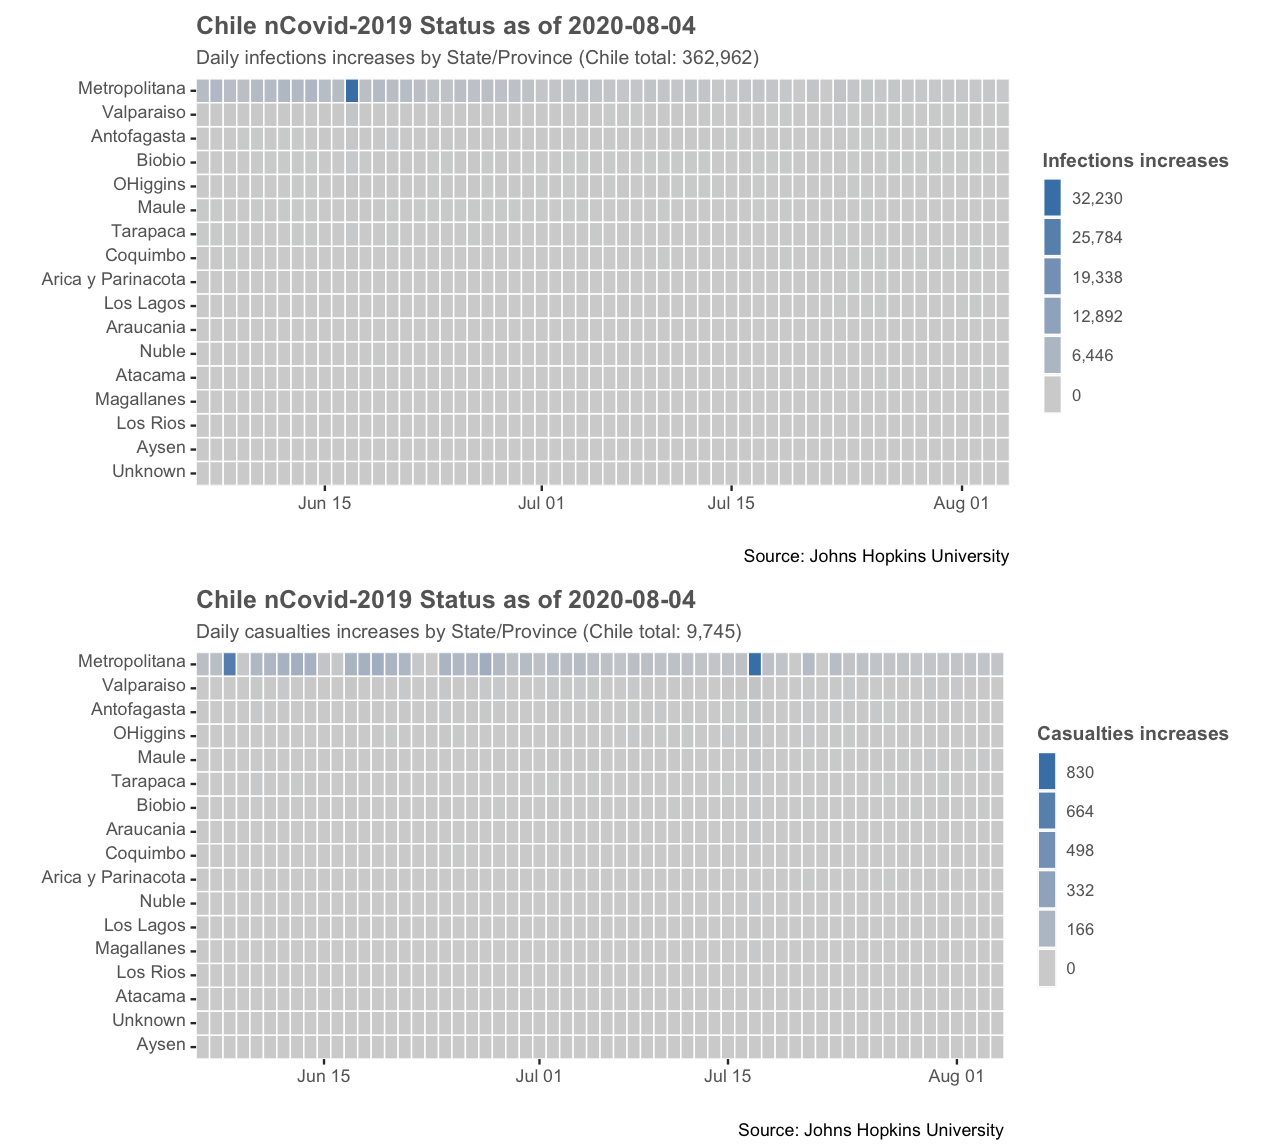 Chile nCovid-2019 Status as of 2020-08-04
Daily infections increases by State/Province (Chile total: 362,962)
Metropolitana
Valparaiso
Antofagasta
Biobio
OHiggins
Maule
Tarapaca
Coquimbo
Arica y Parinacota
Los Lagos
Araucania
Nuble
Atacama
Magallanes
Los Rios
Aysen
Unknown
Jun 15 Jul 01 Jul 15 Aug 01
Infections increases
32,230
25,784
19,338
12,892
6,446
0
Source: Johns Hopkins University
Chile nCovid-2019 Status as of 2020-08-04
Daily casualties increases by State/Province (Chile total: 9,745)
Metropolitana
Valparaiso
Antofagasta
OHiggins
Maule
Tarapaca
Biobio
Araucania
Coquimbo
Arica y Parinacota
Nuble
Los Lagos
Magallanes
Los Rios
Atacama
Unknown
Aysen
Jun 15 Jul 01 Jul 15 Aug 01
Casualties increases
830
664
498
332
166
0
Source: Johns Hopkins University